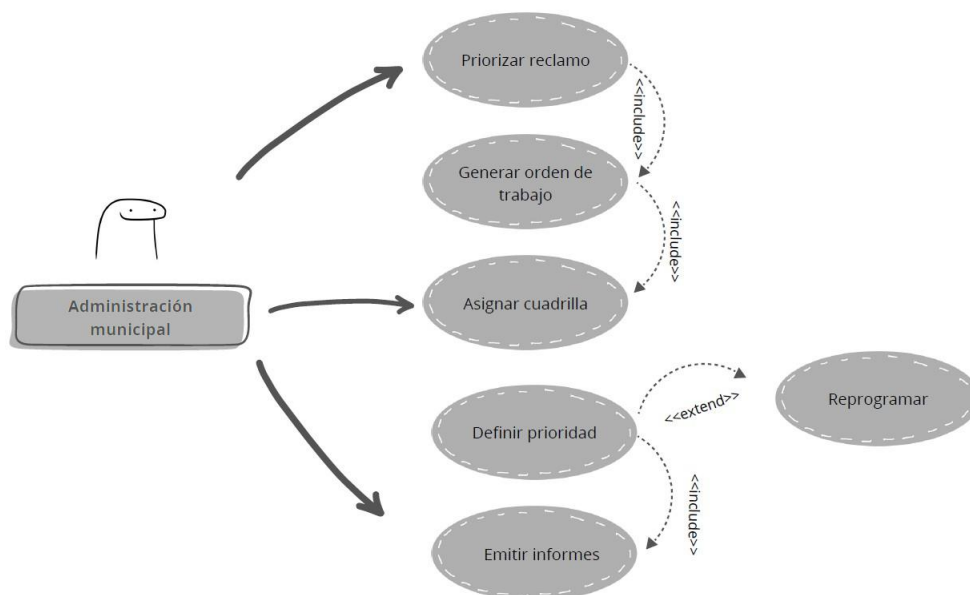 Priorizar reclamo
<<include>>
Generar orden de
trabajo
<<include>>
Administración
municipal
Asignar cuadrilla
Definir prioridad
<<extend>>
Reprogramar
<<include>>
Emitir informes